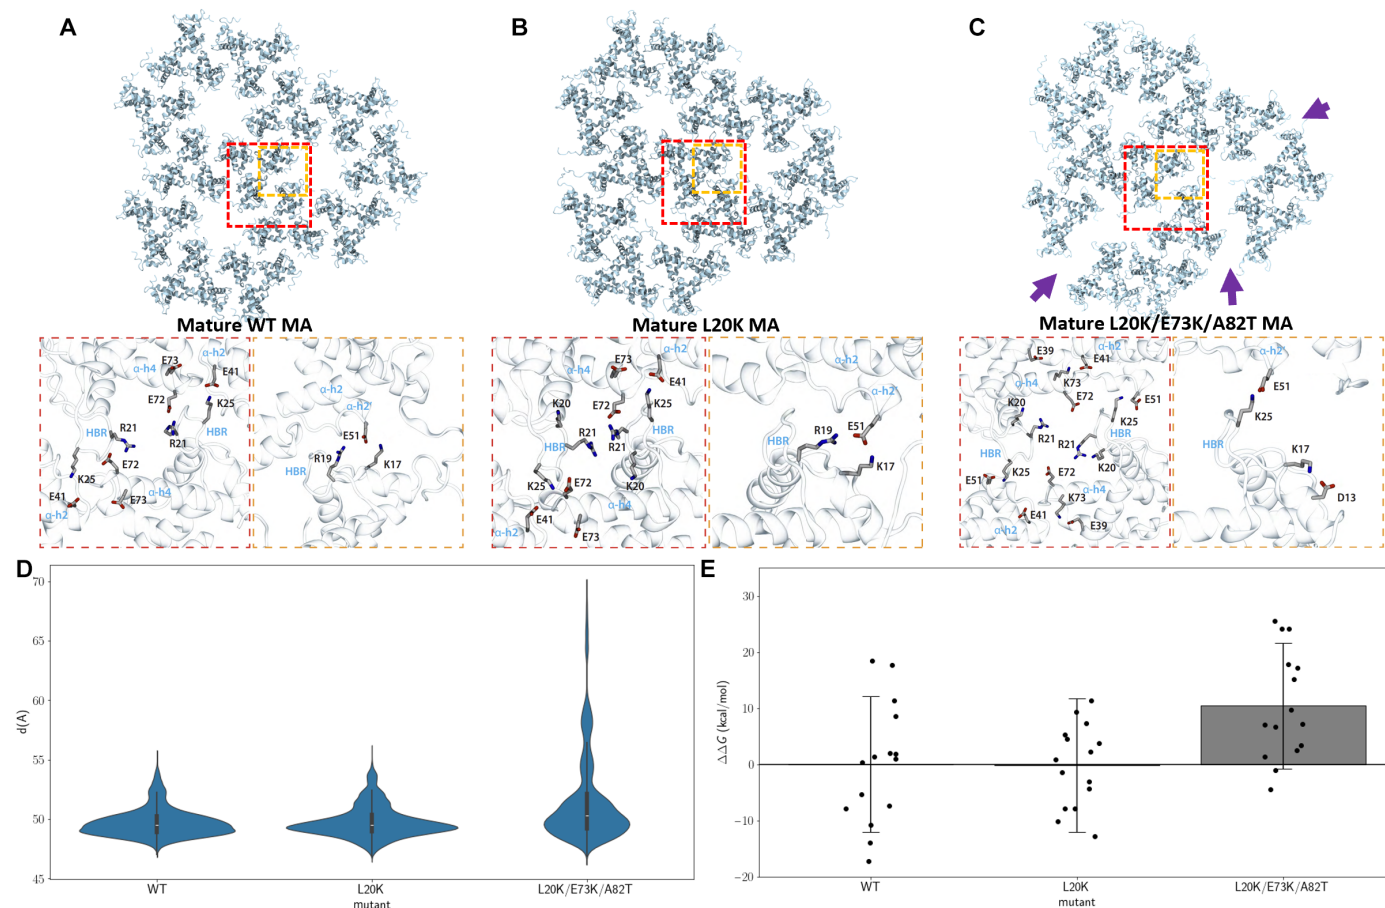 A
B
C
Mature WT MA
Mature L20K MA
Mature L20K/E73K/A82T MA
E73
α-h2
α-h4
E41
E72
K25
R21
HBR
R21
HBR
E72
K25
E41
α-h4
E73
α-h2
α-h2
α-h2'
E51
R19
HBR
K17
α-h2
E73
α-h4
E41
K20
E72
K25
HBR
R21
R21
HBR
K25
E72
K20
α-h4
E41
α-h2
E73
α-h2
α-h2'
R19
E51
HBR
K17
E39
α-h2
E41
α-h4
K73
K20
E72
E51
K25
R21
R21
HBR
HBR
K25
E72
K20
E51
α-h4
K73
α-h2
E41
E39
α-h2'
E51
K25
HBR
K17
D13
D
70
65
60
55
50
45
d(A)
WT
L20K
L20K/E73K/A82T
mutant
E
30
20
10
0
−10
−20
ΔΔG (kcal/mol)
WT
L20K
L20K/E73K/A82T
mutant